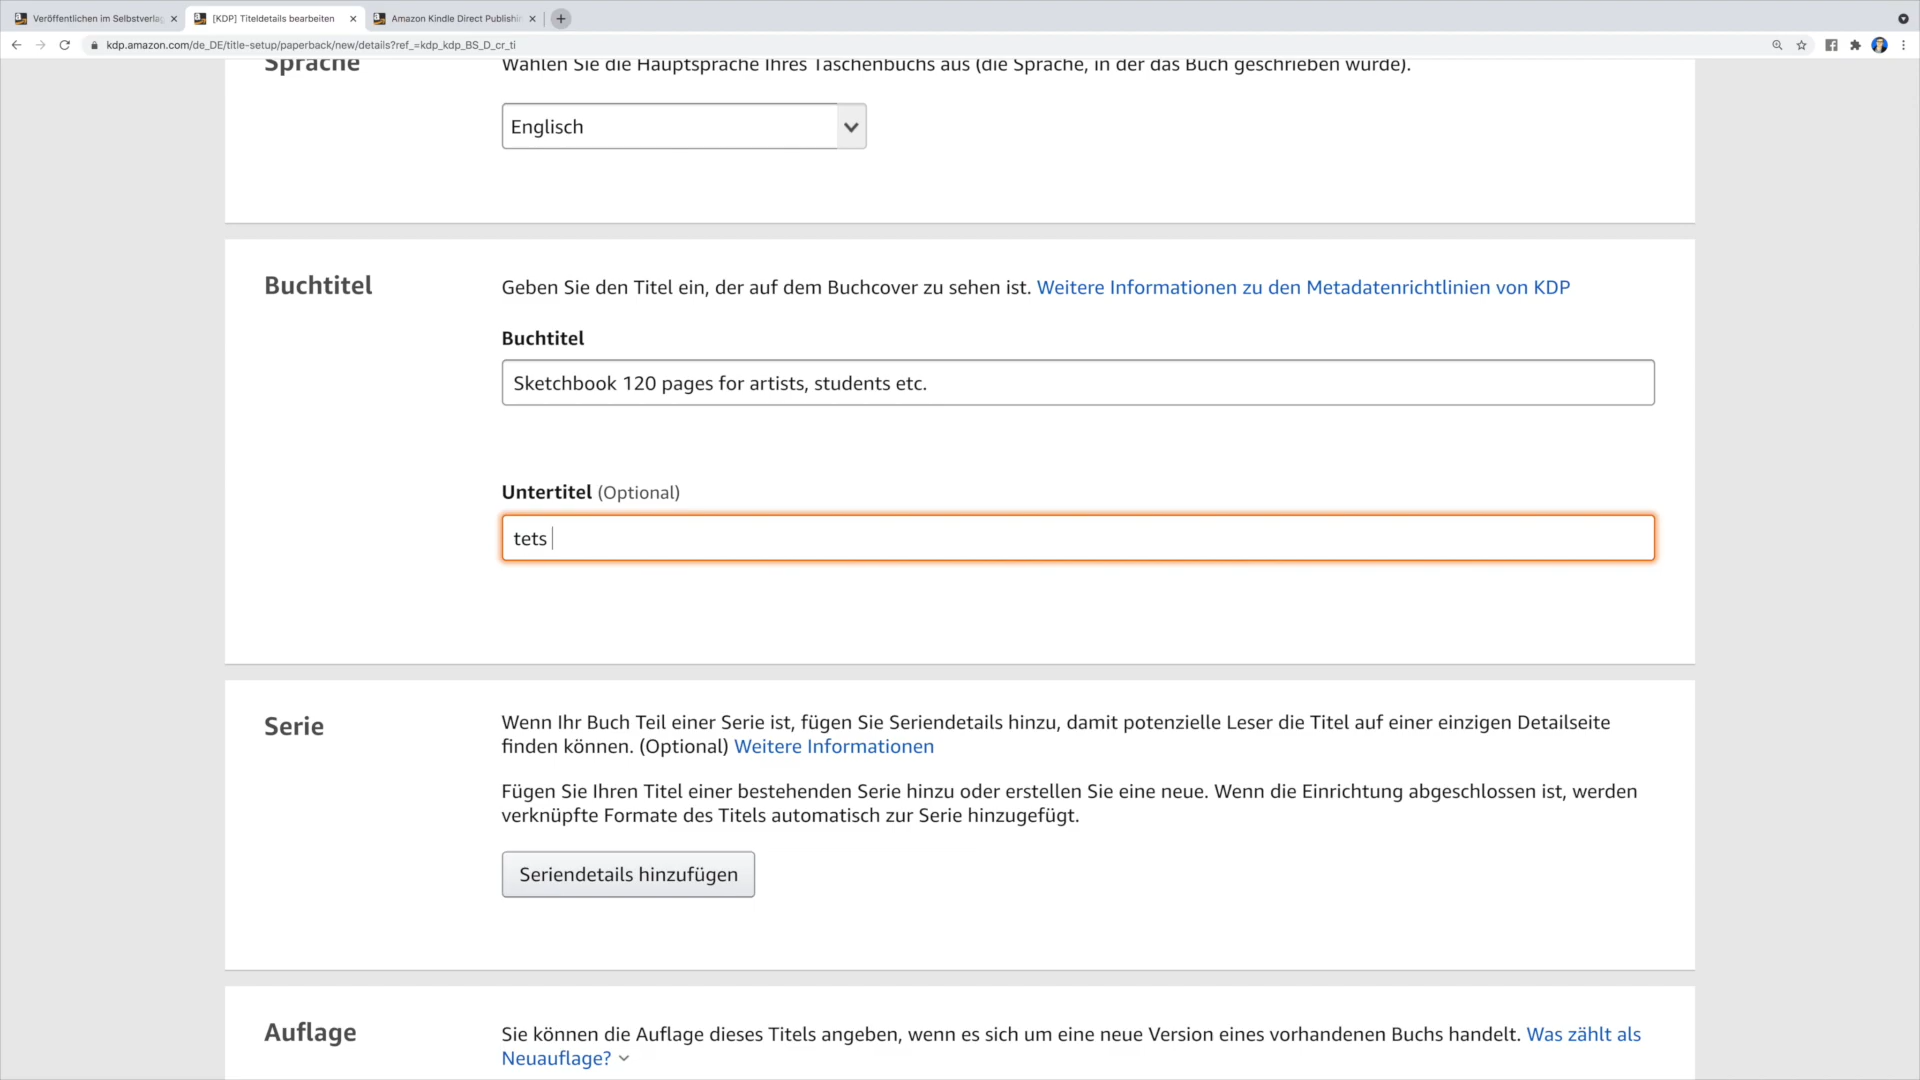 Veröffentlichen im Selbstverlag
[KDP] Titeldetails bearbeiten
Amazon Kindle Direct Publishin
kdp.amazon.com/de_DE/title-setup/paperback/new/details?ref_=kdp_kdp_BS_D_cr_ti
Sprache
Wählen Sie die Hauptsprache Ihres Taschenbuchs aus (die Sprache, in der das Buch geschrieben wurde).
Englisch
Buchtitel
Geben Sie den Titel ein, der auf dem Buchcover zu sehen ist. Weitere Informationen zu den Metadatenrichtlinien von KDP
Buchtitel
Sketchbook 120 pages for artists, students etc.
Untertitel (Optional)
tets
Serie
Wenn Ihr Buch Teil einer Serie ist, fügen Sie Seriendetails hinzu, damit potenzielle Leser die Titel auf einer einzigen Detailseite
finden können. (Optional) Weitere Informationen
Fügen Sie Ihren Titel einer bestehenden Serie hinzu oder erstellen Sie eine neue. Wenn die Einrichtung abgeschlossen ist, werden
verknüpfte Formate des Titels automatisch zur Serie hinzugefügt.
Seriendetails hinzufügen
Auflage
Sie können die Auflage dieses Titels angeben, wenn es sich um eine neue Version eines vorhandenen Buchs handelt. Was zählt als
Neuauflage?